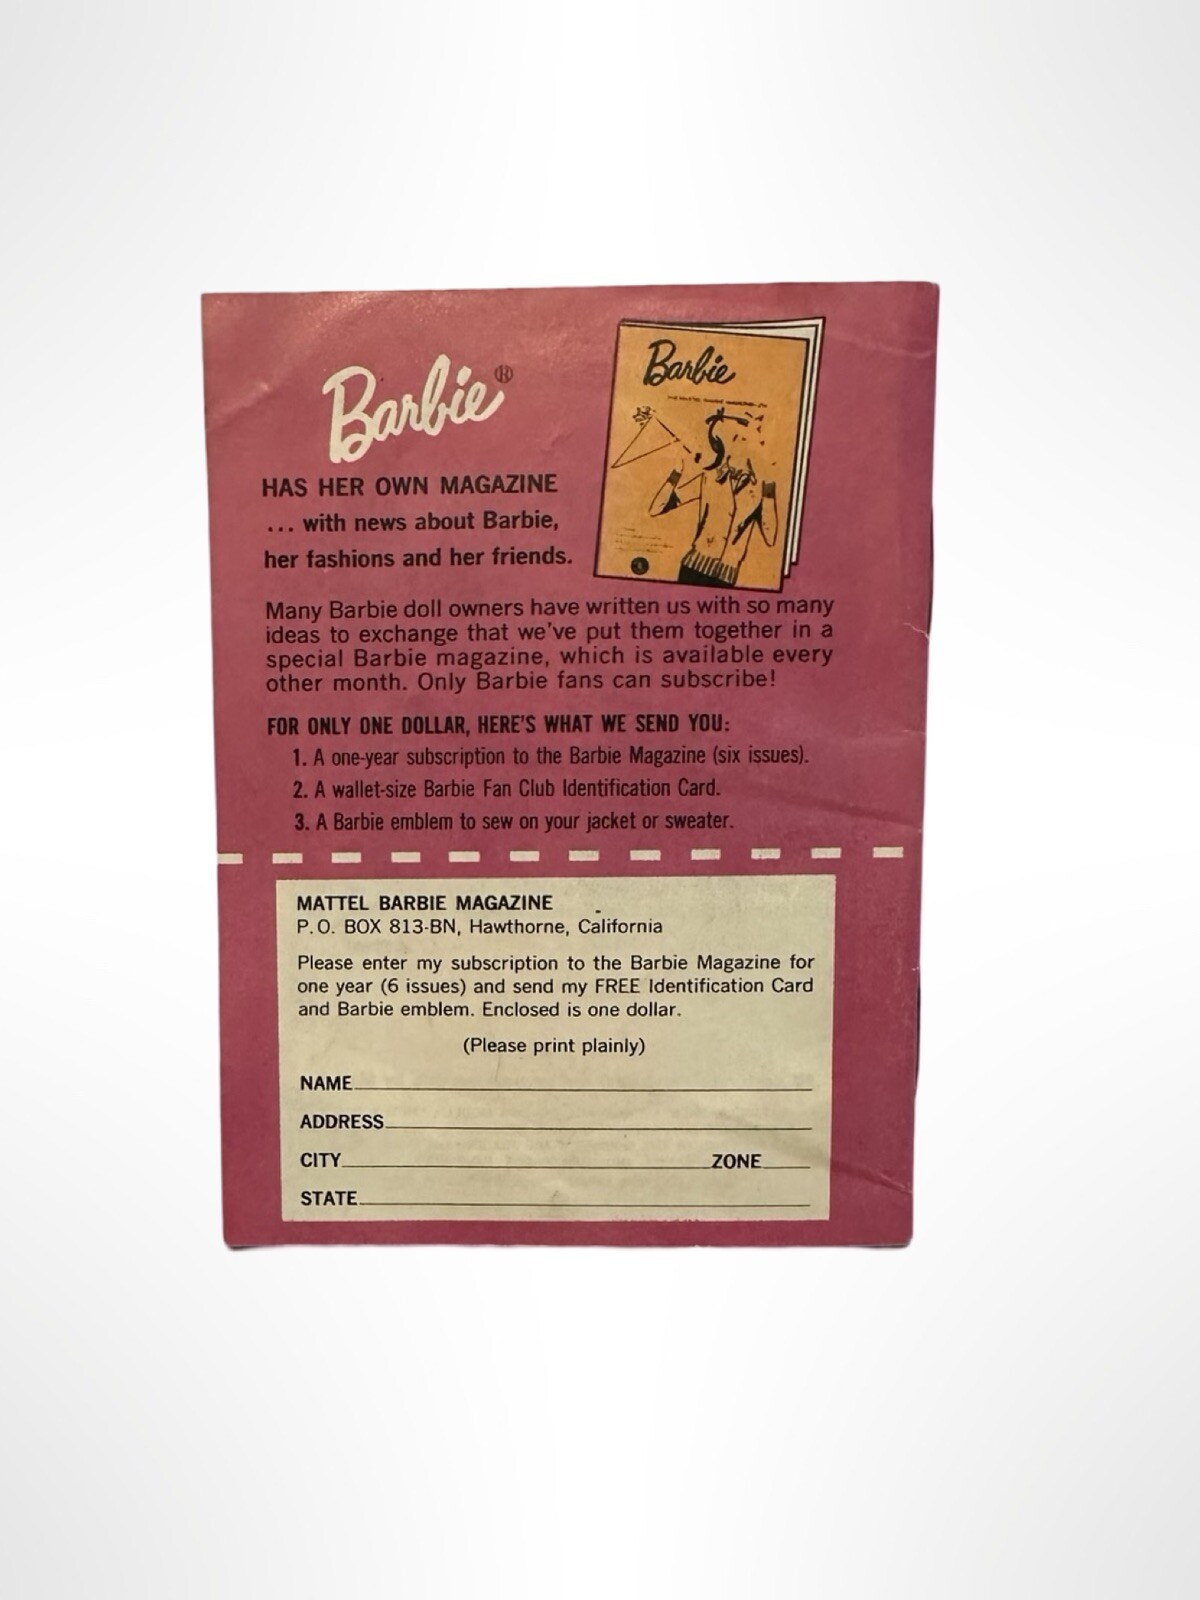 Barbie®
HAS HER OWN MAGAZINE
... with news about Barbie,
her fashions and her friends.
Barbie
Many Barbie doll owners have written us with so many
ideas to exchange that we've put them together in a
special Barbie magazine, which is available every
other month. Only Barbie fans can subscribe!
FOR ONLY ONE DOLLAR, HERE'S WHAT WE SEND YOU:
1. A one-year subscription to the Barbie Magazine (six issues).
2. A wallet-size Barbie Fan Club Identification Card.
3. A Barbie emblem to sew on your jacket or sweater.
MATTEL BARBIE MAGAZINE
P.O. BOX 813-BN, Hawthorne, California
Please enter my subscription to the Barbie Magazine for
one year (6 issues) and send my FREE Identification Card
and Barbie emblem. Enclosed is one dollar.
(Please print plainly)
NAME
ADDRESS
CITY ZONE
STATE